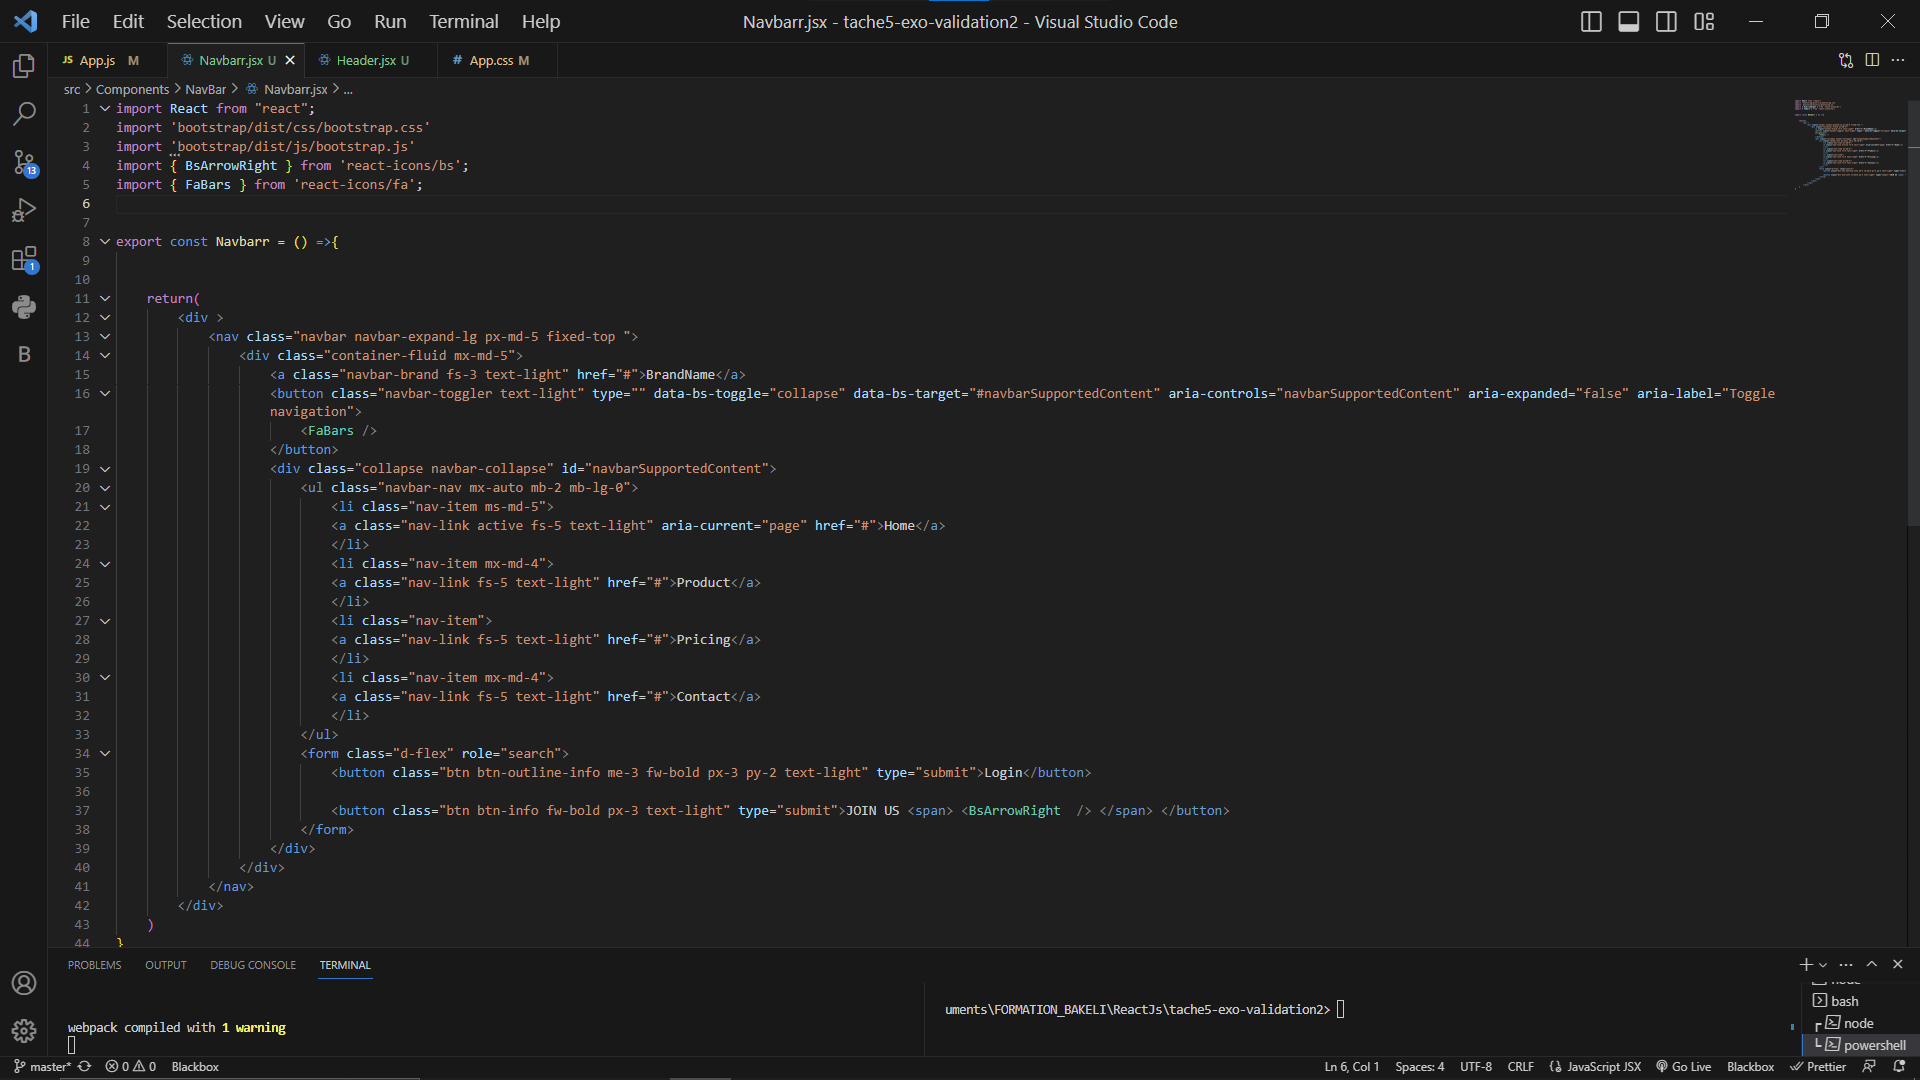 File Edit Selection View Go Run Terminal Help Navbarr.jsx - tache5-exo-validation2 - Visual Studio Code
JS App.js M Navbarr.jsx U Header.jsx U # App.css M
src > Components > NavBar > Navbarr.jsx > ...
1 import React from "react";
2 import 'bootstrap/dist/css/bootstrap.css'
3 import 'bootstrap/dist/js/bootstrap.js'
4 import { BsArrowRight } from 'react-icons/bs';
5 import { FaBars } from 'react-icons/fa';
6
7
8 export const Navbarr = () =>{
9
10
11 return(
12 <div >
13 <nav class="navbar navbar-expand-lg px-md-5 fixed-top ">
14 <div class="container-fluid mx-md-5">
15 <a class="navbar-brand fs-3 text-light" href="#">BrandName</a>
16 <button class="navbar-toggler text-light" type="" data-bs-toggle="collapse" data-bs-target="#navbarSupportedContent" aria-controls="navbarSupportedContent" aria-expanded="false" aria-label="Toggle
navigation">
17 <FaBars />
18 </button>
19 <div class="collapse navbar-collapse" id="navbarSupportedContent">
20 <ul class="navbar-nav mx-auto mb-2 mb-lg-0">
21 <li class="nav-item ms-md-5">
22 <a class="nav-link active fs-5 text-light" aria-current="page" href="#">Home</a>
23 </li>
24 <li class="nav-item mx-md-4">
25 <a class="nav-link fs-5 text-light" href="#">Product</a>
26 </li>
27 <li class="nav-item">
28 <a class="nav-link fs-5 text-light" href="#">Pricing</a>
29 </li>
30 <li class="nav-item mx-md-4">
31 <a class="nav-link fs-5 text-light" href="#">Contact</a>
32 </li>
33 </ul>
34 <form class="d-flex" role="search">
35 <button class="btn btn-outline-info me-3 fw-bold px-3 py-2 text-light" type="submit">Login</button>
36
37 <button class="btn btn-info fw-bold px-3 text-light" type="submit">JOIN US <span> <BsArrowRight /> </span> </button>
38 </form>
39 </div>
40 </div>
41 </nav>
42 </div>
43 )
44 }
13
1
B
PROBLEMS OUTPUT DEBUG CONSOLE TERMINAL
webpack compiled with 1 warning
uments\FORMATION_BAKELI\ReactJs\tache5-exo-validation2>
node
bash
node
powershell
master* 0 0 Blackbox Ln 6, Col 1 Spaces: 4 UTF-8 CRLF JavaScript JSX Go Live Blackbox Prettier